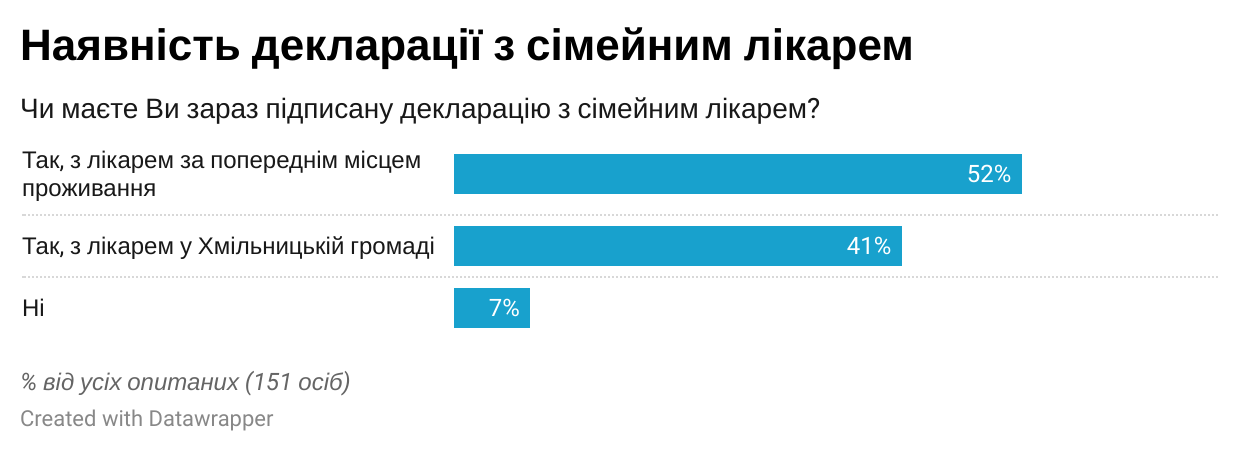 Наявність декларації з сімейним лікарем
Чи маєте Ви зараз підписану декларацію з сімейним лікарем?
Так, з лікарем за попереднім місцем
проживання
52%
Так, з лікарем у Хмільницькій громаді
41%
Ні
7%
% від усіх опитаних (151 осіб)
Created with Datawrapper